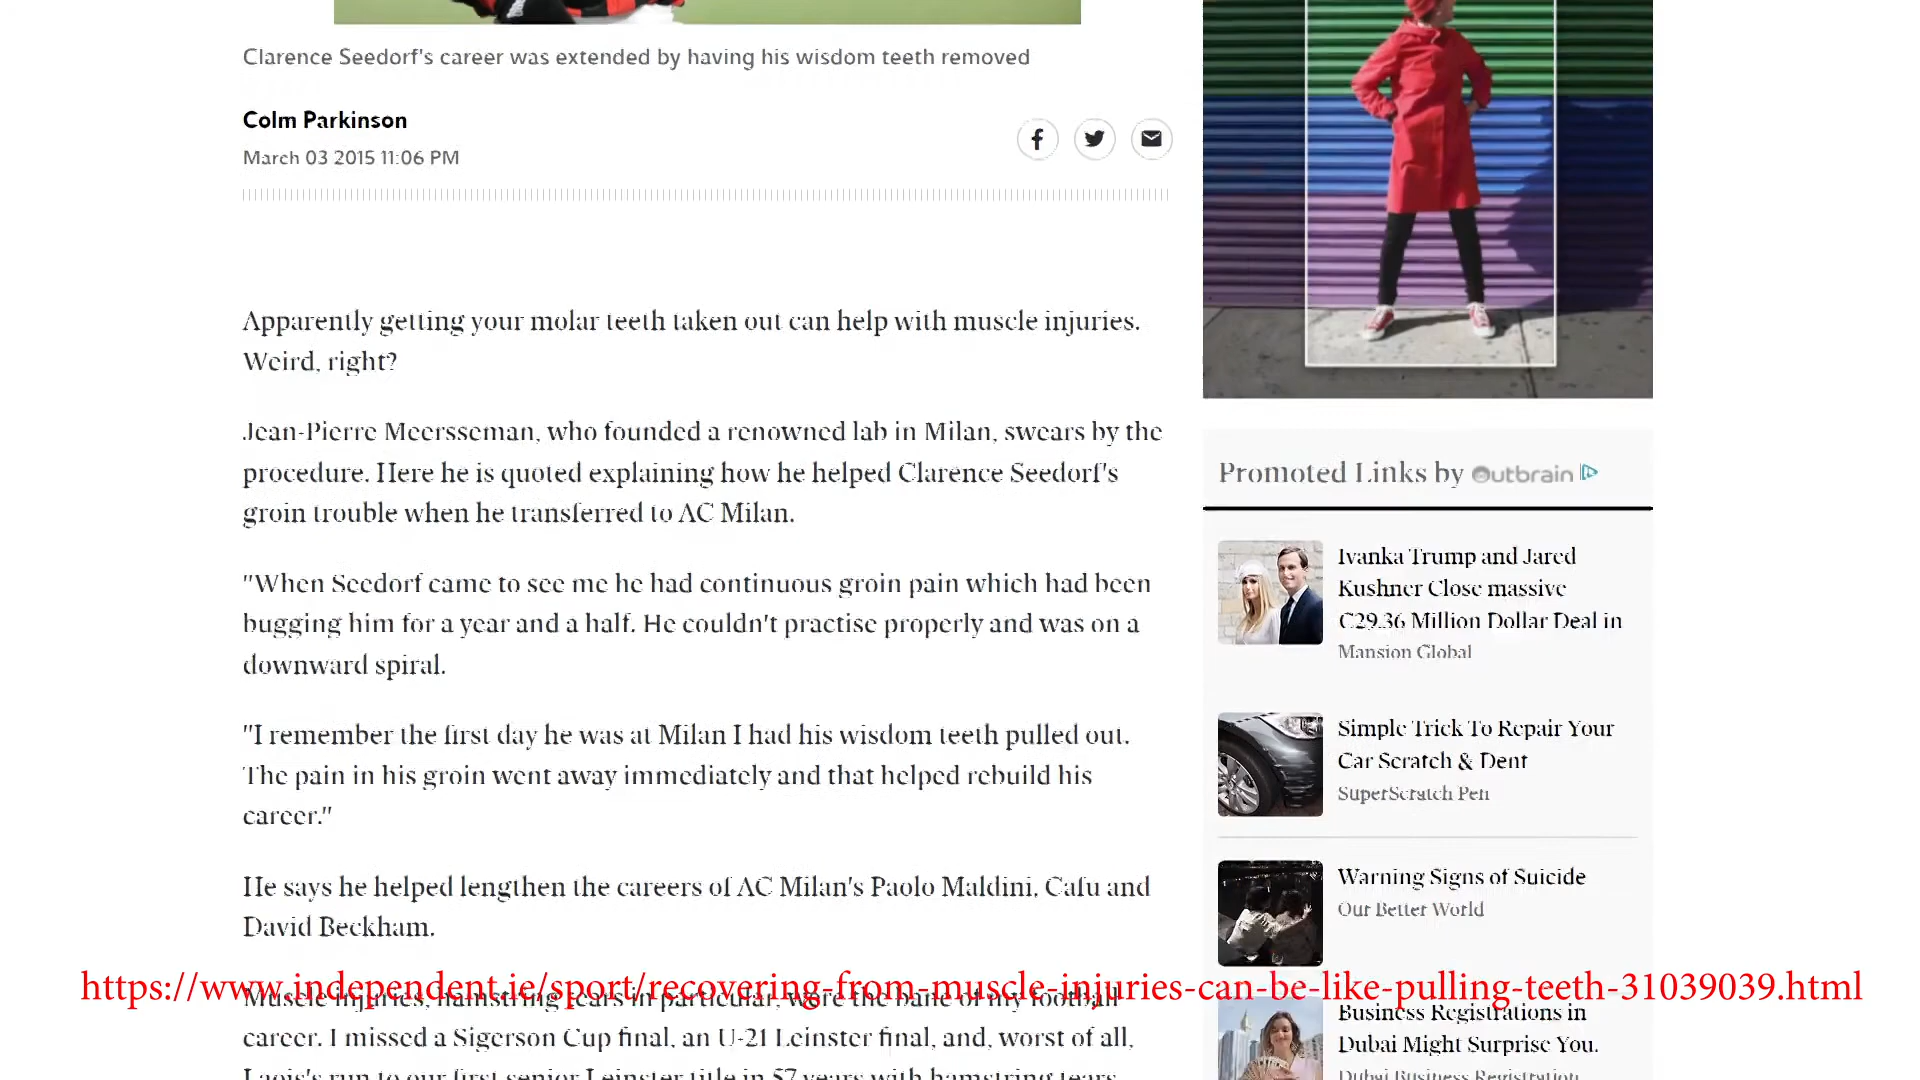 Clarence Seedorf's career was extended by having his wisdom teeth removed
Colm Parkinson
March 03 2015 11:06 PM
Apparently getting your molar teeth taken out can help with muscle injuries.
Weird, right?
Jean-Pierre Meersseman, who founded a renowned lab in Milan, swears by the
procedure. Here he is quoted explaining how he helped Clarence Seedorf's
groin trouble when he transferred to AC Milan.
"When Seedorf came to see me he had continuous groin pain which had been
bugging him for a year and a half. He couldn't practise properly and was on a
downward spiral.
"I remember the first day he was at Milan I had his wisdom teeth pulled out.
The pain in his groin went away immediately and that helped rebuild his
career."
He says he helped lengthen the careers of AC Milan's Paolo Maldini, Cafu and
David Beckham.
Muscle injuries, hamstring tears in particular, were the bane of my football
career. I missed a Sigerson Cup final, an U-21 Leinster final, and, worst of all,
Laois's run to our first senior Leinster title in 57 years with hamstring tears
https://www.independent.ie/sport/recovering-from-muscle-injuries-can-be-like-pulling-teeth-31039039.html
Promoted Links by Outbrain
Ivanka Trump and Jared
Kushner Close massive
€29.36 Million Dollar Deal in
Mansion Global
Simple Trick To Repair Your
Car Scratch & Dent
SuperScratch Pen
Warning Signs of Suicide
Our Better World
Business Registrations in
Dubai Might Surprise You.
Dubai Business Registration